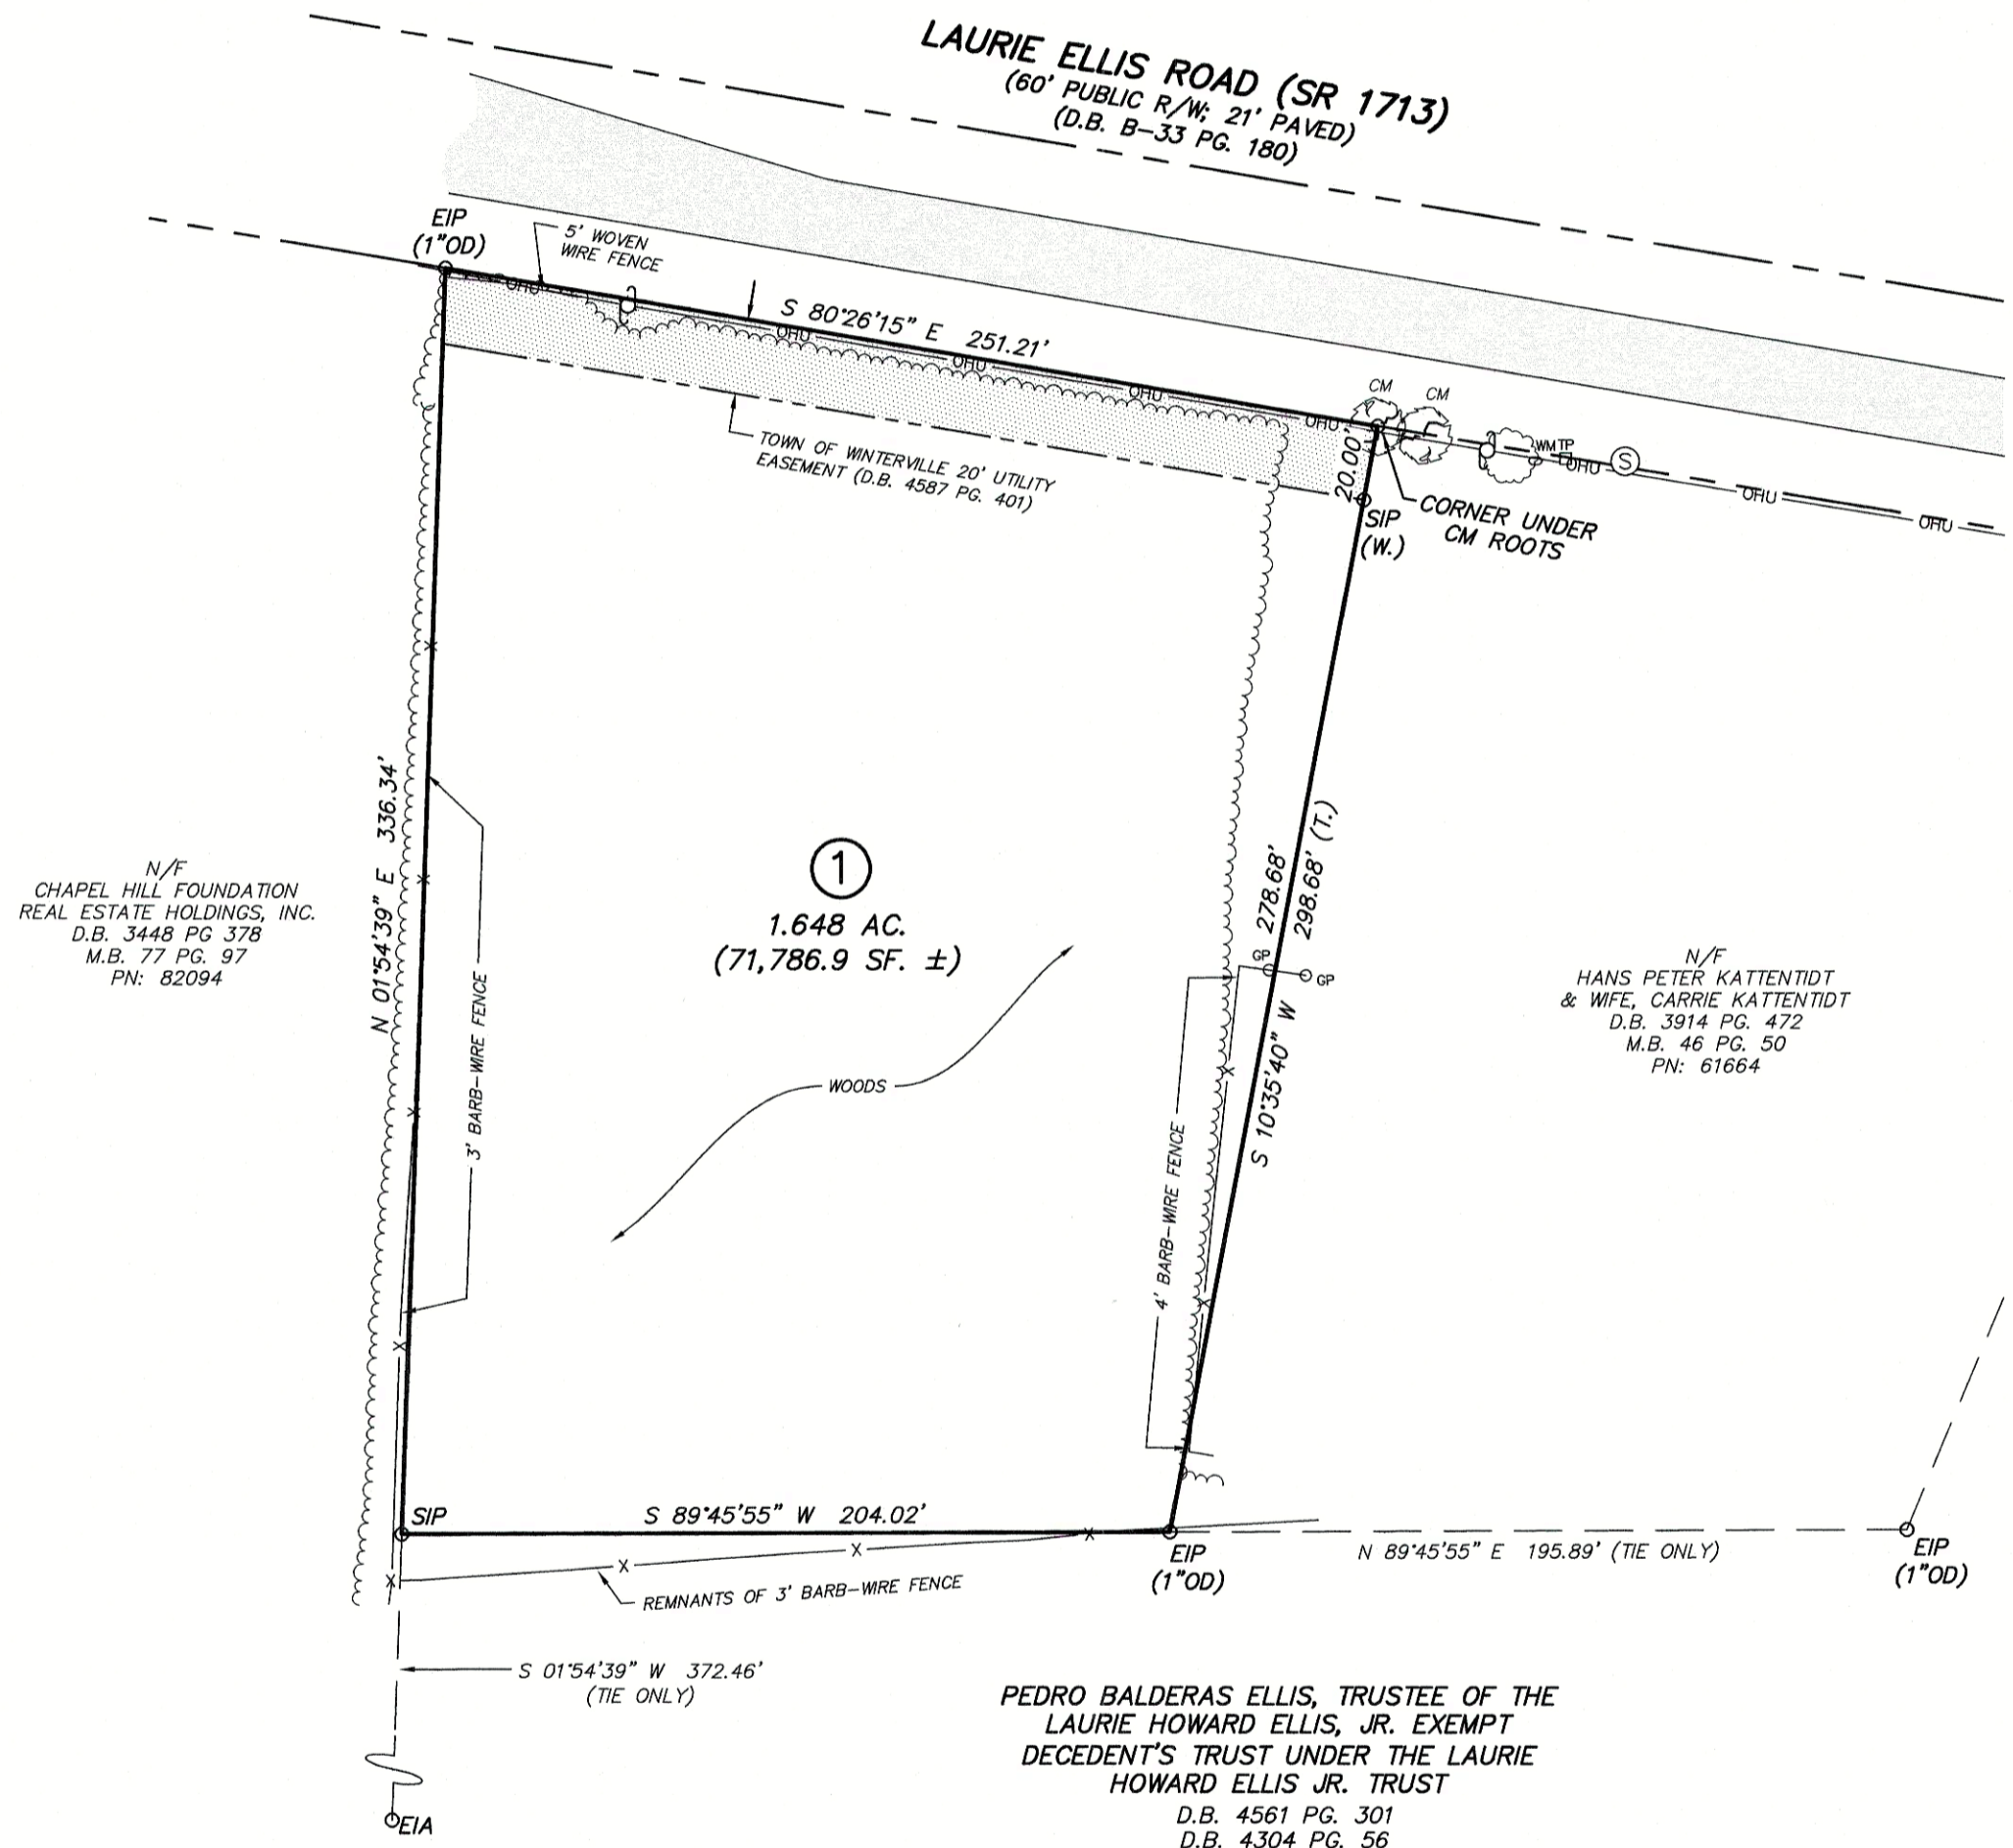 LAURIE ELLIS ROAD (SR 1713)
(60' PUBLIC R/W; 21' PAVED)
(D.B. B-33 PG. 180)
EIP
(1"OD)
5' WOVEN
WIRE FENCE
OHU
S 80°26'15" E 251.21'
OHU
OHU
OHU
OHU
CM
CM
WM
TP
OHU
S
OHU
OHU
TOWN OF WINTERVILLE 20' UTILITY
EASEMENT (D.B. 4587 PG. 401)
20.00'
SIP
(W.)
CORNER UNDER
CM ROOTS
N 01°54'39" E 336.34'
3' BARB-WIRE FENCE
N/F
CHAPEL HILL FOUNDATION
REAL ESTATE HOLDINGS, INC.
D.B. 3448 PG 378
M.B. 77 PG. 97
PN: 82094
1
1.648 AC.
(71,786.9 SF. ±)
WOODS
278.68'
298.68' (T.)
GP
GP
S 10°35'40" W
4' BARB-WIRE FENCE
N/F
HANS PETER KATTENTIDT
& WIFE, CARRIE KATTENTIDT
D.B. 3914 PG. 472
M.B. 46 PG. 50
PN: 61664
SIP
S 89°45'55" W 204.02'
EIP
(1"OD)
N 89°45'55" E 195.89' (TIE ONLY)
EIP
(1"OD)
REMNANTS OF 3' BARB-WIRE FENCE
S 01°54'39" W 372.46'
(TIE ONLY)
EIA
PEDRO BALDERAS ELLIS, TRUSTEE OF THE
LAURIE HOWARD ELLIS, JR. EXEMPT
DECEDENT'S TRUST UNDER THE LAURIE
HOWARD ELLIS JR. TRUST
D.B. 4561 PG. 301
D.B. 4304 PG. 56